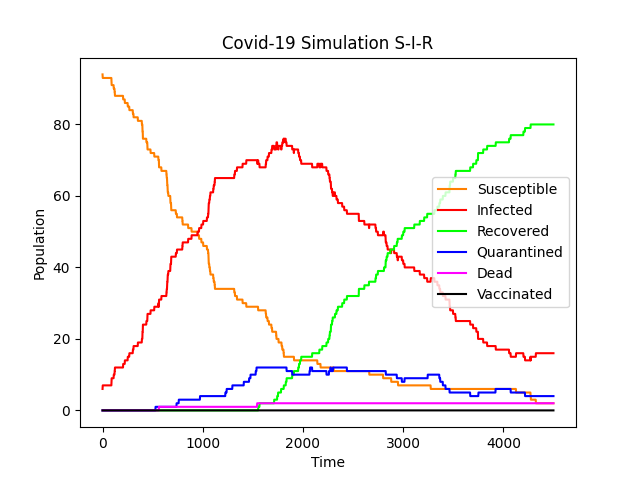 Covid-19 Simulation S-I-R
80
60
40
20
0
Population
Susceptible
Infected
Recovered
Quarantined
Dead
Vaccinated
0 1000 2000 3000 4000
Time